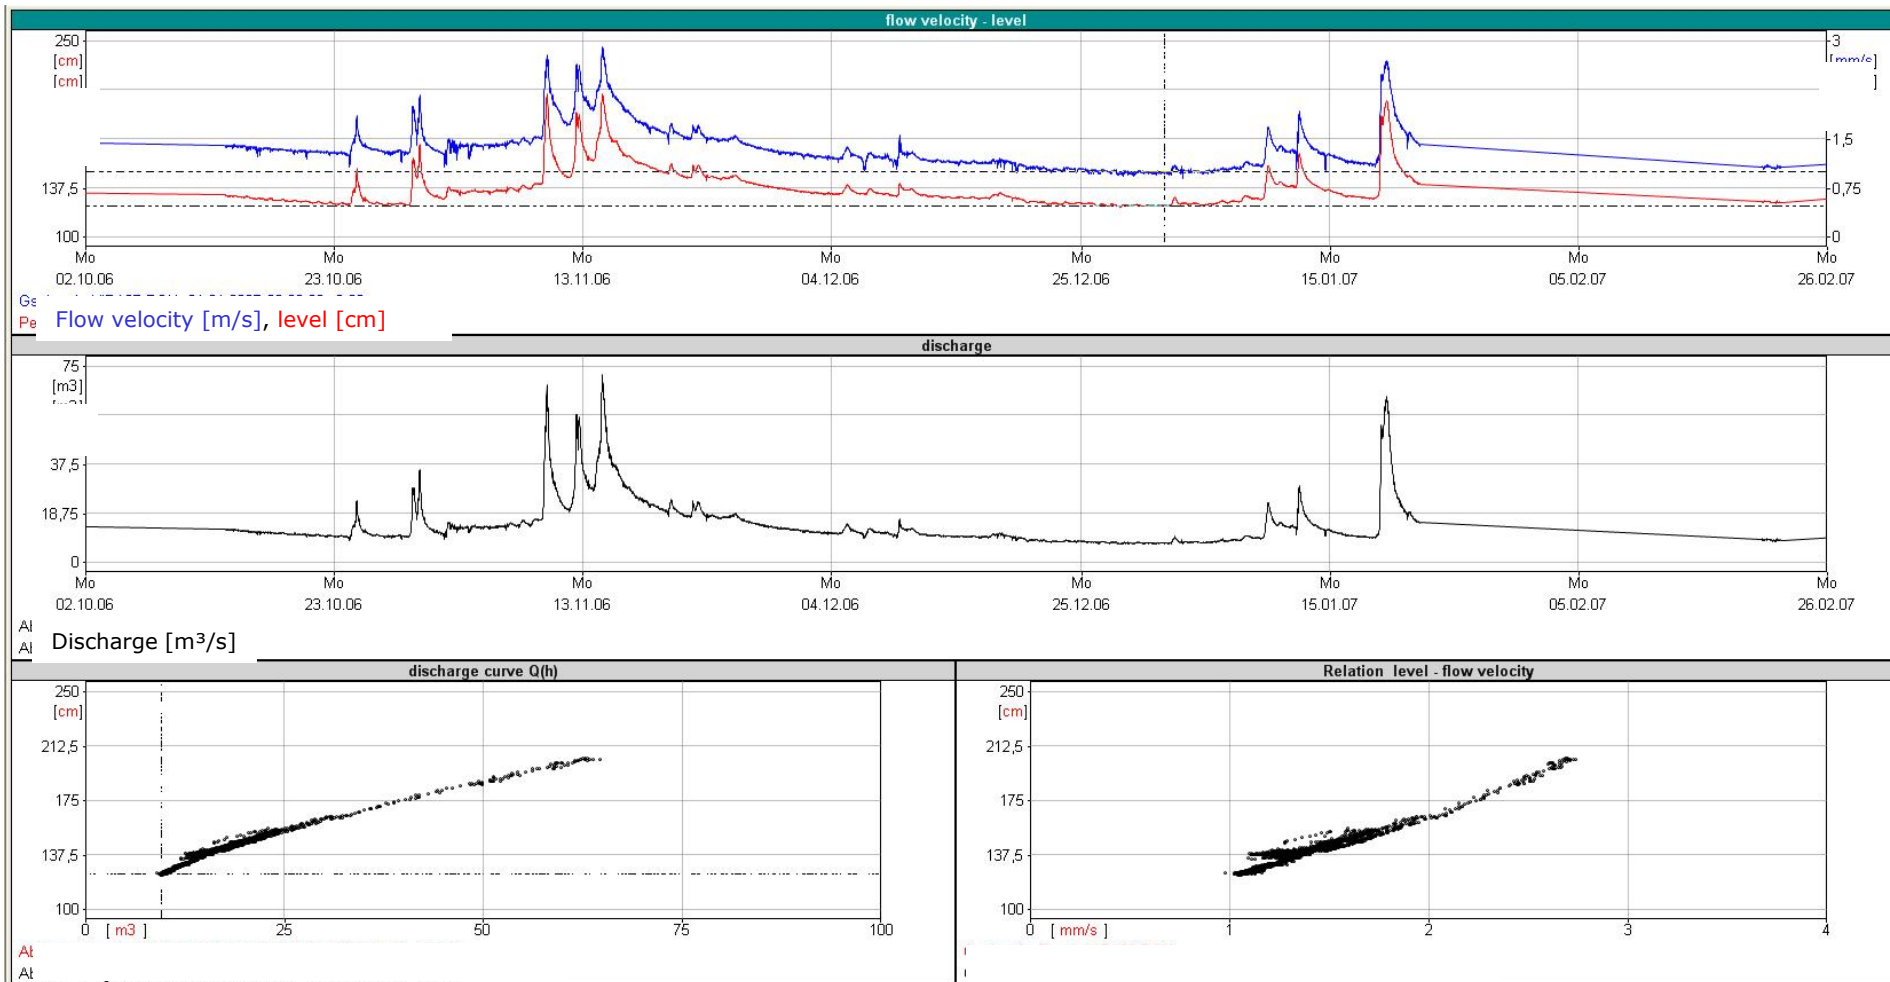 flow velocity - level
250
[cm]
[cm]
137,5
100
3
[mm/s]
]
1,5
0,75
0
Mo Mo Mo Mo Mo Mo Mo Mo
02.10.06 23.10.06 13.11.06 04.12.06 25.12.06 15.01.07 05.02.07 26.02.07
Gs
Pe
Flow velocity [m/s], level [cm]
discharge
75
[m3]
37,5
18,75
0
Mo Mo Mo Mo Mo Mo Mo Mo
02.10.06 23.10.06 13.11.06 04.12.06 25.12.06 15.01.07 05.02.07 26.02.07
Discharge [m³/s]
discharge curve Q(h)
250
[cm]
212,5
175
137,5
100
0 [ m3 ] 25 50 75 100
Relation level - flow velocity
250
[cm]
212,5
175
137,5
100
0 [ mm/s ] 1 2 3 4